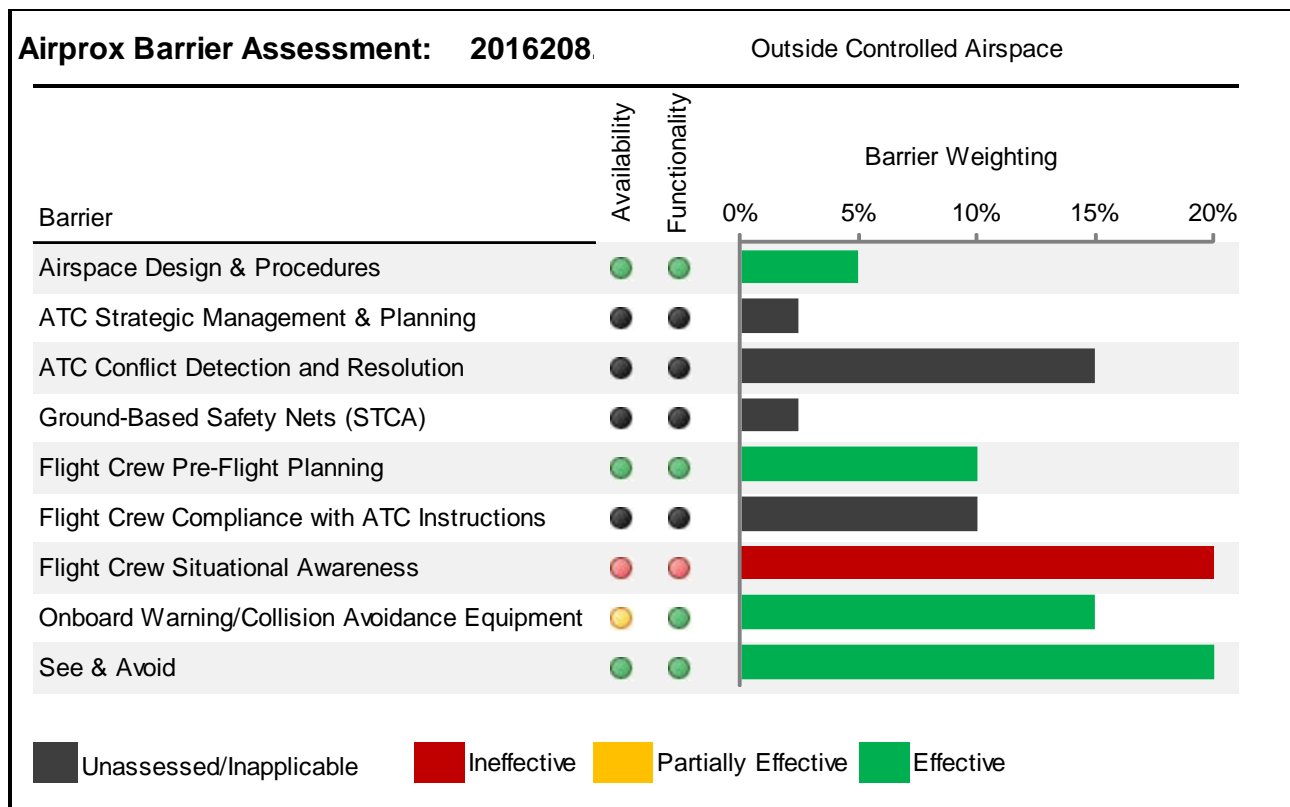 Airprox Barrier Assessment: 2016208.
Outside Controlled Airspace
Availability
Functionality
Barrier Weighting
Barrier
0% 5% 10% 15% 20%
Airspace Design & Procedures
ATC Strategic Management & Planning
ATC Conflict Detection and Resolution
Ground-Based Safety Nets (STCA)
Flight Crew Pre-Flight Planning
Flight Crew Compliance with ATC Instructions
Flight Crew Situational Awareness
Onboard Warning/Collision Avoidance Equipment
See & Avoid
Unassessed/Inapplicable Ineffective Partially Effective Effective